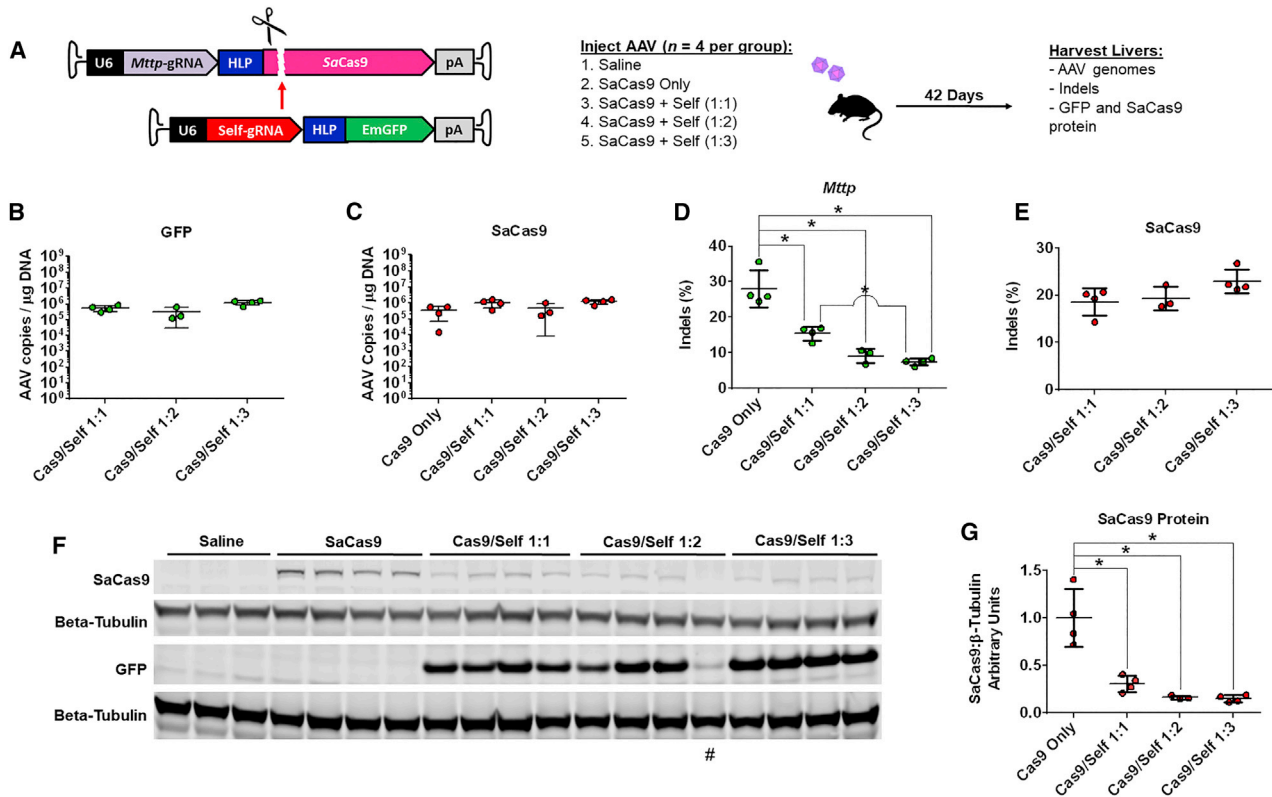 A
U6 Mttp-gRNA HLP SaCas9 pA
U6 Self-gRNA HLP EmGFP pA
Inject AAV (n = 4 per group):
1. Saline
2. SaCas9 Only
3. SaCas9 + Self (1:1)
4. SaCas9 + Self (1:2)
5. SaCas9 + Self (1:3)
42 Days
Harvest Livers:
- AAV genomes
- Indels
- GFP and SaCas9
protein
B
GFP
AAV copies / µg DNA
10⁹
10⁸
10⁷
10⁶
10⁵
10⁴
10³
10²
10¹
10⁰
Cas9/Self 1:1
Cas9/Self 1:2
Cas9/Self 1:3
C
SaCas9
AAV Copies / µg DNA
10⁹
10⁸
10⁷
10⁶
10⁵
10⁴
10³
10²
10¹
10⁰
Cas9 Only
Cas9/Self 1:1
Cas9/Self 1:2
Cas9/Self 1:3
D
Mttp
Indels (%)
40
30
20
10
0
*
*
*
*
Cas9 Only
Cas9/Self 1:1
Cas9/Self 1:2
Cas9/Self 1:3
E
SaCas9
Indels (%)
30
20
10
0
Cas9/Self 1:1
Cas9/Self 1:2
Cas9/Self 1:3
F
Saline SaCas9 Cas9/Self 1:1 Cas9/Self 1:2 Cas9/Self 1:3
SaCas9
Beta-Tubulin
GFP
Beta-Tubulin
#
G
SaCas9 Protein
SaCas9:β-Tubulin
Arbitrary Units
1.5
1.0
0.5
0.0
*
*
*
Cas9 Only
Cas9/Self 1:1
Cas9/Self 1:2
Cas9/Self 1:3